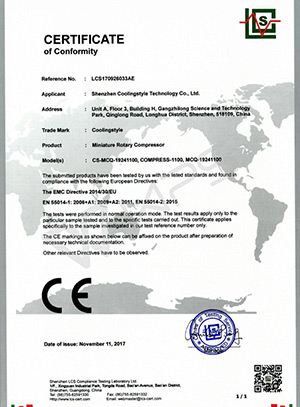 LCS
CERTIFICATE
of Conformity
Reference No. : LCS170926033AE
Applicant : Shenzhen Coolingstyle Technology Co., Ltd.
Address : Unit A, Floor 3, Building H, Gangzhilong Science and Technology
Park, Qinglong Road, Longhua District, Shenzhen, 518109, China
Trade Mark : Coolingstyle
Product : Miniature Rotary Compressor
Model(s) : CS-MCQ-19241100, COMPRESS-1100, MCQ-19241100
The submitted products have been tested by us with the listed standards and found in
compliance with the following European Directives:
The EMC Directive 2014/30/EU
EN 55014-1: 2006+A1: 2009+A2: 2011, EN 55014-2: 2015
The tests were performed in normal operation mode. The test results apply only to the
particular sample tested and to the specific tests carried out. This certificate applies
specifically to the sample investigated in our test reference number only.
The CE markings as shown below can be affixed on the product after preparation of
necessary technical documentation.
Other relevant Directives have to be observed.
CE
Date of issue: November 11, 2017
Shenzhen LCS Compliance Testing Laboratory Ltd.
Xingyuan Industrial Park, Tongda Road, Bao'an Avenue, Bao'an District,
Shenzhen, Guangdong, China
Tel: (86)755-82591330
Fax: (86)755-82591332
Http: www.lcs-cert.com Email: webmaster@lcs-cert.com
1 / 1